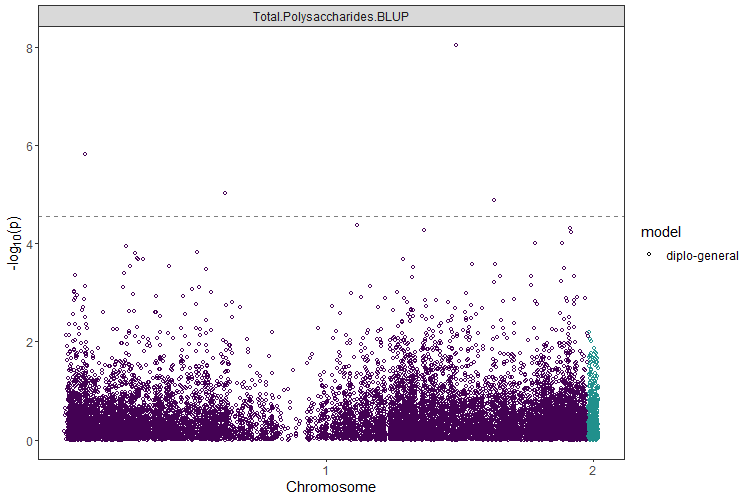 Total.Polysaccharides.BLUP
8
6
4
2
0
-log10(p)
1
2
Chromosome
model
diplo-general